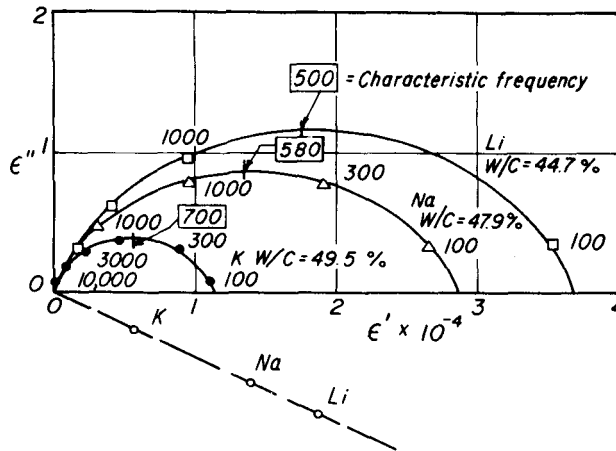 2
500 = Characteristic frequency
1000
Li
W/C = 44.7 %
580
ε" 1
1000
300
Na
W/C = 47.9 %
1000
700
300
100
100
3000
K W/C = 49.5 %
10,000
100
0
0 1 2 3 4
ε' × 10⁻⁴
K
Na
Li